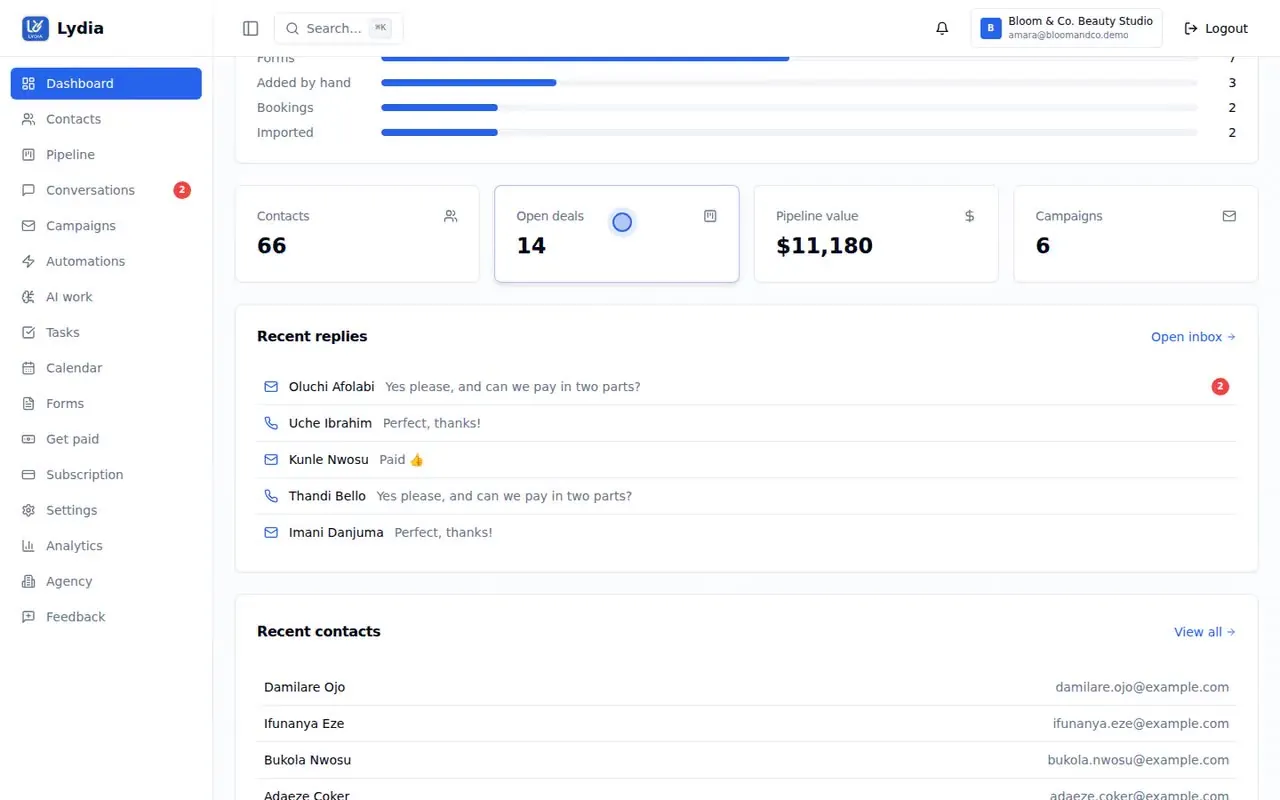 Lydia
Search... ⌘K
Bloom & Co. Beauty Studio
amara@bloomandco.demo
Logout
Dashboard
Contacts
Pipeline
Conversations 2
Campaigns
Automations
AI work
Tasks
Calendar
Forms
Get paid
Subscription
Settings
Analytics
Agency
Feedback
Forms 7
Added by hand 3
Bookings 2
Imported 2
Contacts
66
Open deals
14
Pipeline value
$11,180
Campaigns
6
Recent replies
Open inbox →
Oluchi Afolabi Yes please, and can we pay in two parts? 2
Uche Ibrahim Perfect, thanks!
Kunle Nwosu Paid 👍
Thandi Bello Yes please, and can we pay in two parts?
Imani Danjuma Perfect, thanks!
Recent contacts
View all →
Damilare Ojo damilare.ojo@example.com
Ifunanya Eze ifunanya.eze@example.com
Bukola Nwosu bukola.nwosu@example.com
Adaeze Coker adaeze.coker@example.com